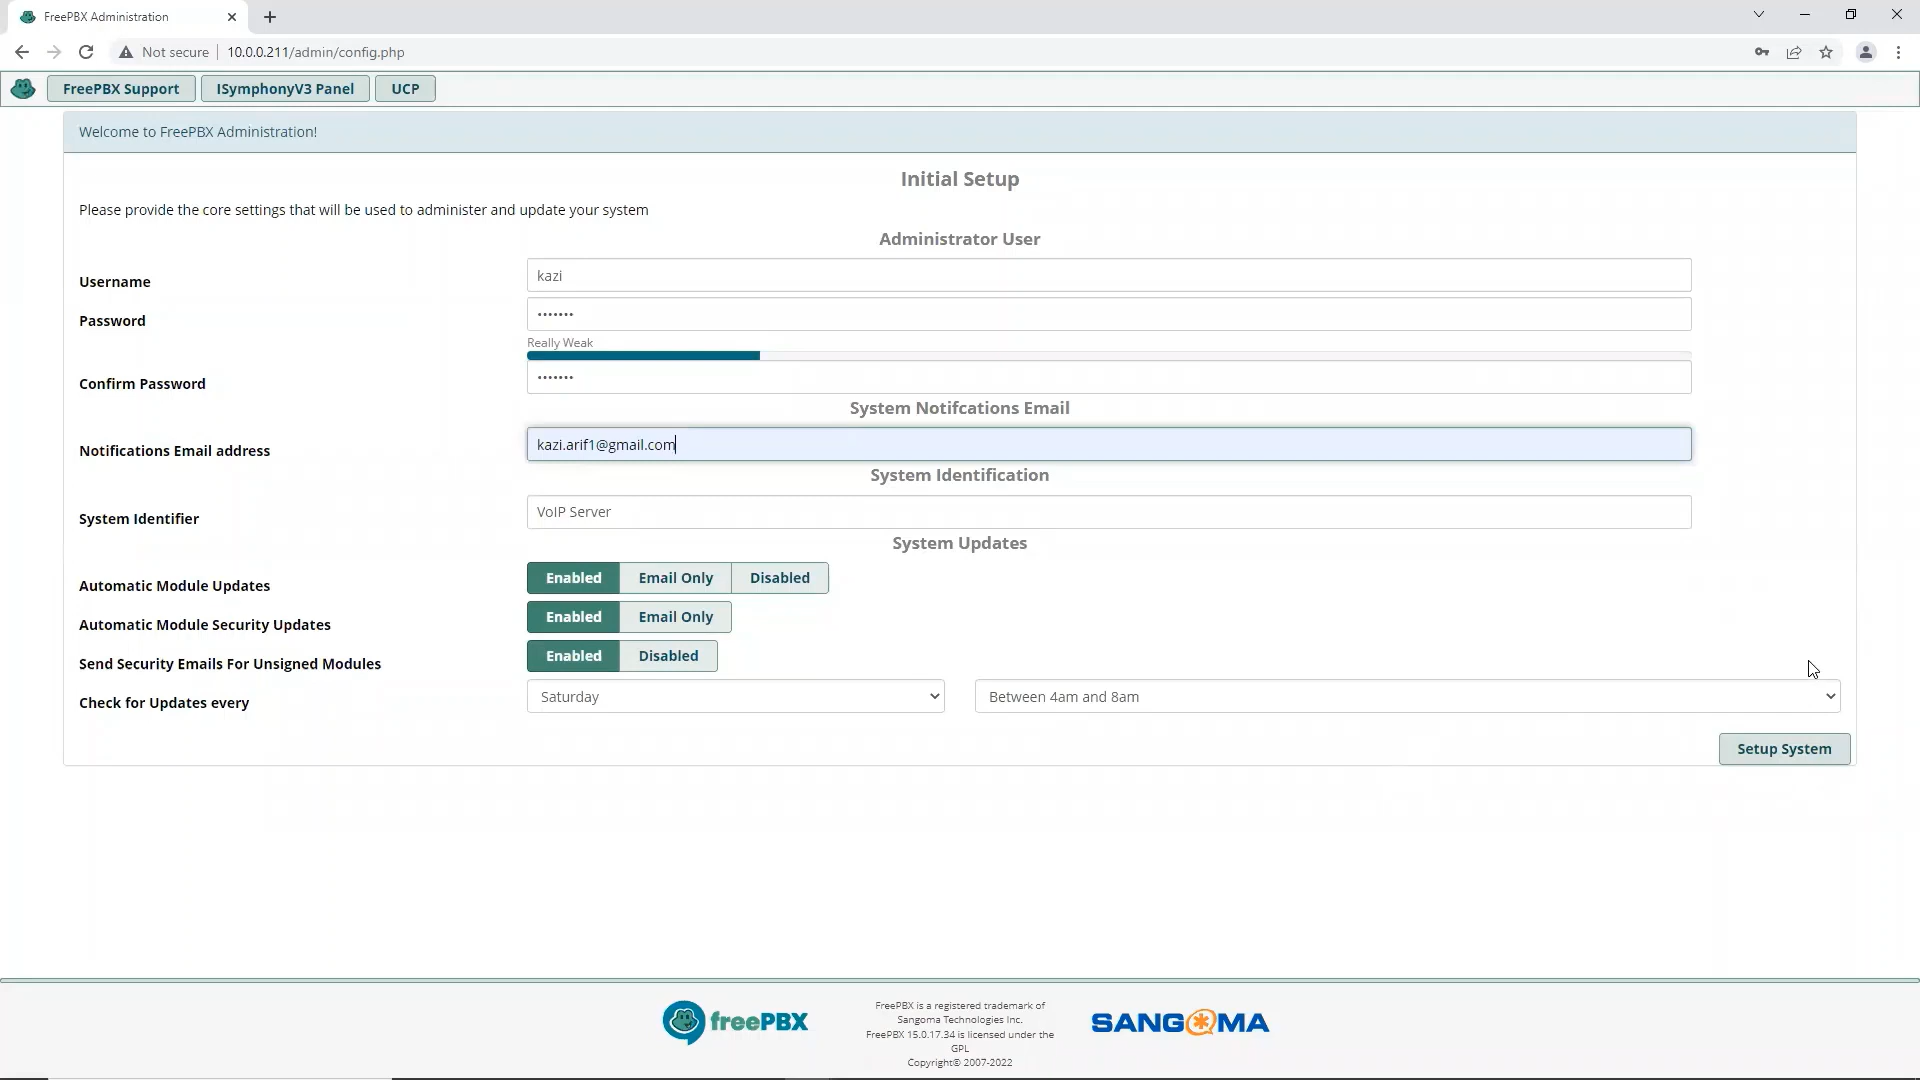 FreePBX Administration
Not secure
10.0.0.211/admin/config.php
FreePBX Support ISymphonyV3 Panel UCP
Welcome to FreePBX Administration!
Initial Setup
Please provide the core settings that will be used to administer and update your system
Administrator User
Username kazi
Password •••••••
Really Weak
Confirm Password •••••••
System Notifcations Email
Notifications Email address kazi.arif1@gmail.com
System Identification
System Identifier VoIP Server
System Updates
Automatic Module Updates Enabled Email Only Disabled
Automatic Module Security Updates Enabled Email Only
Send Security Emails For Unsigned Modules Enabled Disabled
Check for Updates every Saturday Between 4am and 8am
Setup System
freePBX
FreePBX is a registered trademark of
Sangoma Technologies Inc.
FreePBX 15.0.17.34 is licensed under the
GPL
Copyright© 2007-2022
SANGOMA